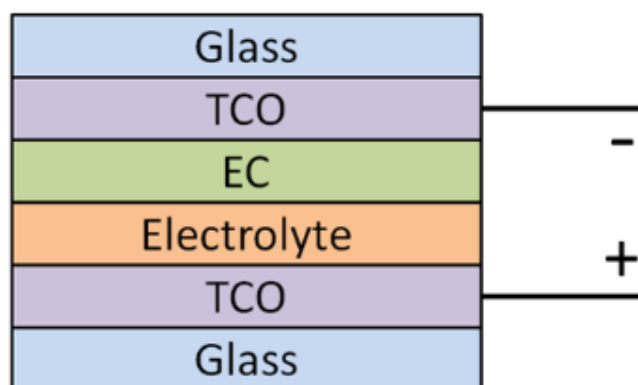 Glass
TCO
-
EC
Electrolyte
+
TCO
Glass